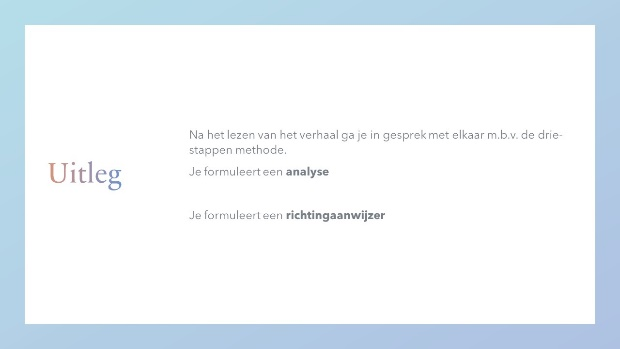 Uitleg
Na het lezen van het verhaal ga je in gesprek met elkaar m.b.v. de drie-
stappen methode.
Je formuleert een analyse
Je formuleert een richtingaanwijzer